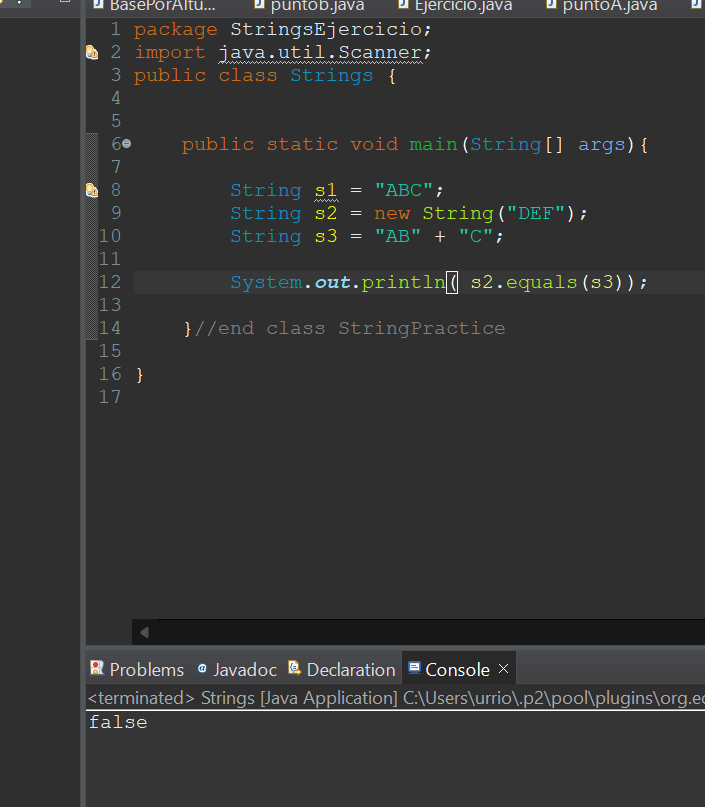 BasePorAltu... puntob.java Ejercicio.java puntoA.java
1 package StringsEjercicio;
2 import java.util.Scanner;
3 public class Strings {
4
5
6 public static void main(String[] args){
7
8 String s1 = "ABC";
9 String s2 = new String("DEF");
10 String s3 = "AB" + "C";
11
12 System.out.println( s2.equals(s3));
13
14 }//end class StringPractice
15
16 }
17
Problems @ Javadoc Declaration Console
<terminated> Strings [Java Application] C:\Users\urrio\.p2\pool\plugins\org.ec
false